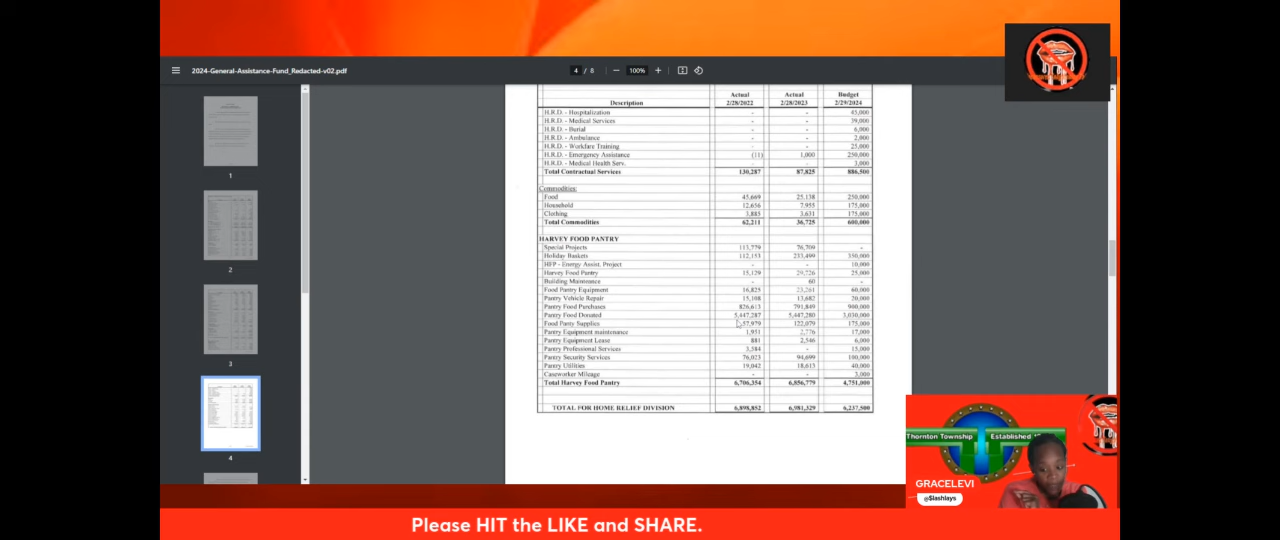 2024-General-Assistance-Fund_Redacted-v02.pdf
4 / 8
100%
Actual Actual Budget
Description 2/28/2022 2/28/2023 2/29/2024
H.R.D. - Hospitalization - - 45,000
H.R.D. - Medical Services - - 39,000
H.R.D. - Burial - - 6,000
H.R.D. - Ambulance - - 2,000
H.R.D. - Workfare Training - - 25,000
H.R.D. - Emergency Assistance (11) 1,000 250,000
H.R.D. - Medical Health Serv. - - 3,000
Total Contractual Services 130,287 87,825 886,500
Commodities:
Food 45,669 25,138 250,000
Household 12,656 7,955 175,000
Clothing 3,885 3,631 175,000
Total Commodities 62,211 36,725 600,000
HARVEY FOOD PANTRY
Special Projects 113,779 76,709 -
Holiday Baskets 112,153 233,499 350,000
HFP - Energy Assist. Project - - 10,000
Harvey Food Pantry 15,129 29,726 25,000
Building Maintence - 60 -
Food Pantry Equipment 16,825 23,261 60,000
Pantry Vehicle Repair 15,108 13,682 20,000
Pantry Food Purchases 826,613 791,849 900,000
Pantry Food Donated 5,447,287 5,447,280 3,030,000
Food Panty Supplies 57,979 122,079 175,000
Pantry Equipment maintenance 1,951 2,776 17,000
Pantry Equipment Lease 881 2,546 6,000
Pantry Professional Services 3,584 - 15,000
Pantry Security Services 76,023 94,699 100,000
Pantry Utilities 19,042 18,613 40,000
Caseworker Mileage - - 3,000
Total Harvey Food Pantry 6,706,354 6,856,779 4,751,000
TOTAL FOR HOME RELIEF DIVISION 6,898,852 6,981,329 6,237,500
1
2
3
4
Thornton Township Established
GRACELEVI
@$lashlays
Please HIT the LIKE and SHARE.